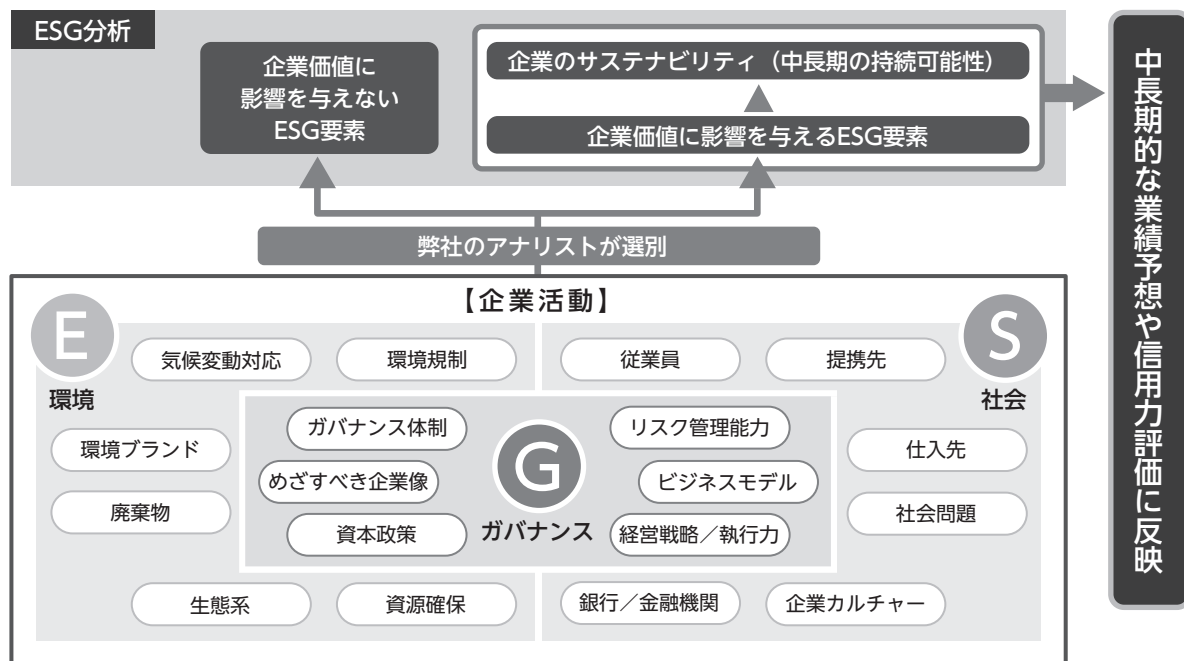 ESG分析
企業価値に
影響を与えない
ESG要素
企業のサステナビリティ（中長期の持続可能性）
企業価値に影響を与えるESG要素
中長期的な業績予想や信用力評価に反映
弊社のアナリストが選別
【企業活動】
E
環境
S
社会
気候変動対応
環境規制
従業員
提携先
環境ブランド
廃棄物
生態系
資源確保
ガバナンス体制
めざすべき企業像
資本政策
G
ガバナンス
リスク管理能力
ビジネスモデル
経営戦略／執行力
仕入先
社会問題
銀行／金融機関
企業カルチャー